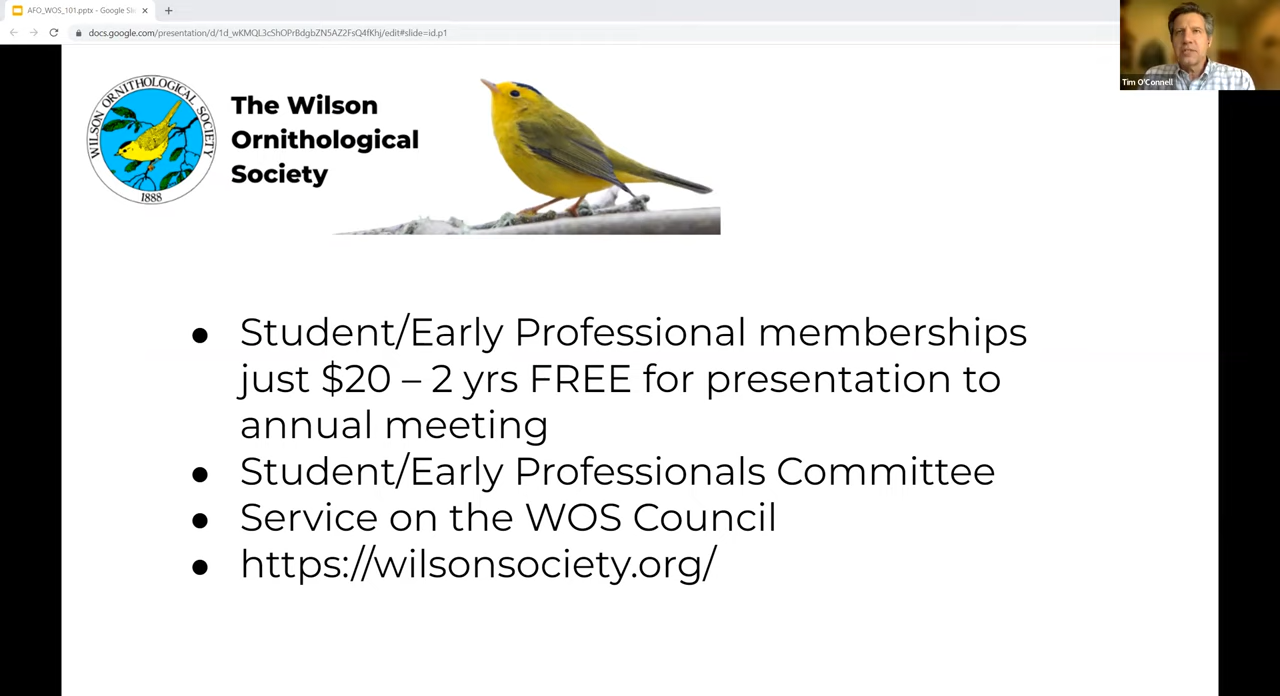 AFO_WOS_101.pptx - Google Sli
docs.google.com/presentation/d/1d_wKMQL3cShOPrBdgbZN5AZ2FsQ4fKhj/edit#slide=id.p1
Tim O'Connell
WILSON ORNITHOLOGICAL SOCIETY
1888
The Wilson
Ornithological
Society
● Student/Early Professional memberships
just $20 – 2 yrs FREE for presentation to
annual meeting
● Student/Early Professionals Committee
● Service on the WOS Council
● https://wilsonsociety.org/